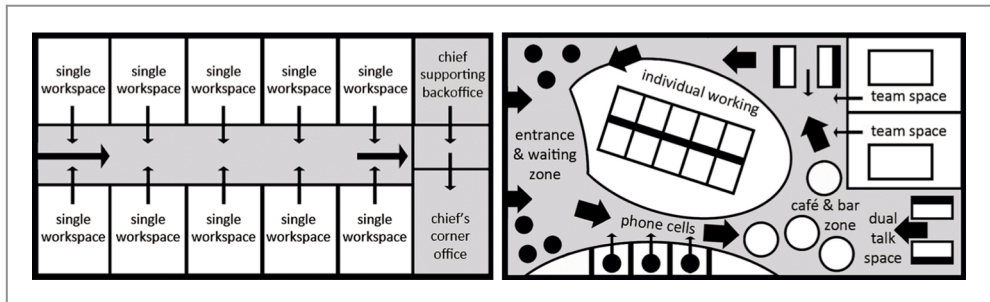 single
workspace
single
workspace
single
workspace
single
workspace
single
workspace
chief
supporting
backoffice
single
workspace
single
workspace
single
workspace
single
workspace
single
workspace
chief's
corner
office
individual working
team space
team space
entrance
& waiting
zone
phone cells
café & bar
zone
dual
talk
space